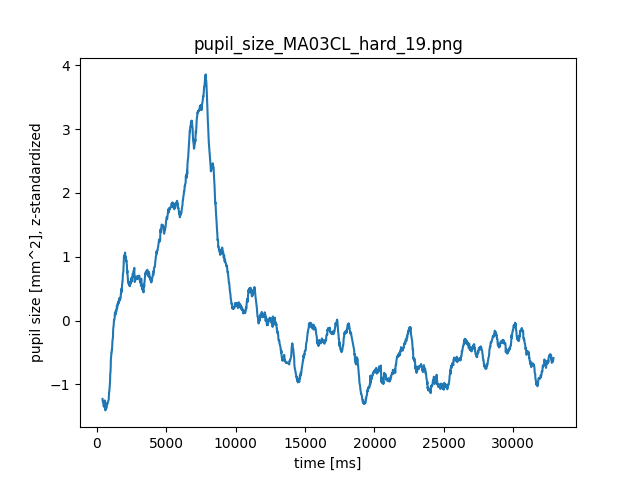 pupil_size_MA03CL_hard_19.png
4
3
2
1
0
−1
pupil size [mm^2], z-standardized
0 5000 10000 15000 20000 25000 30000
time [ms]